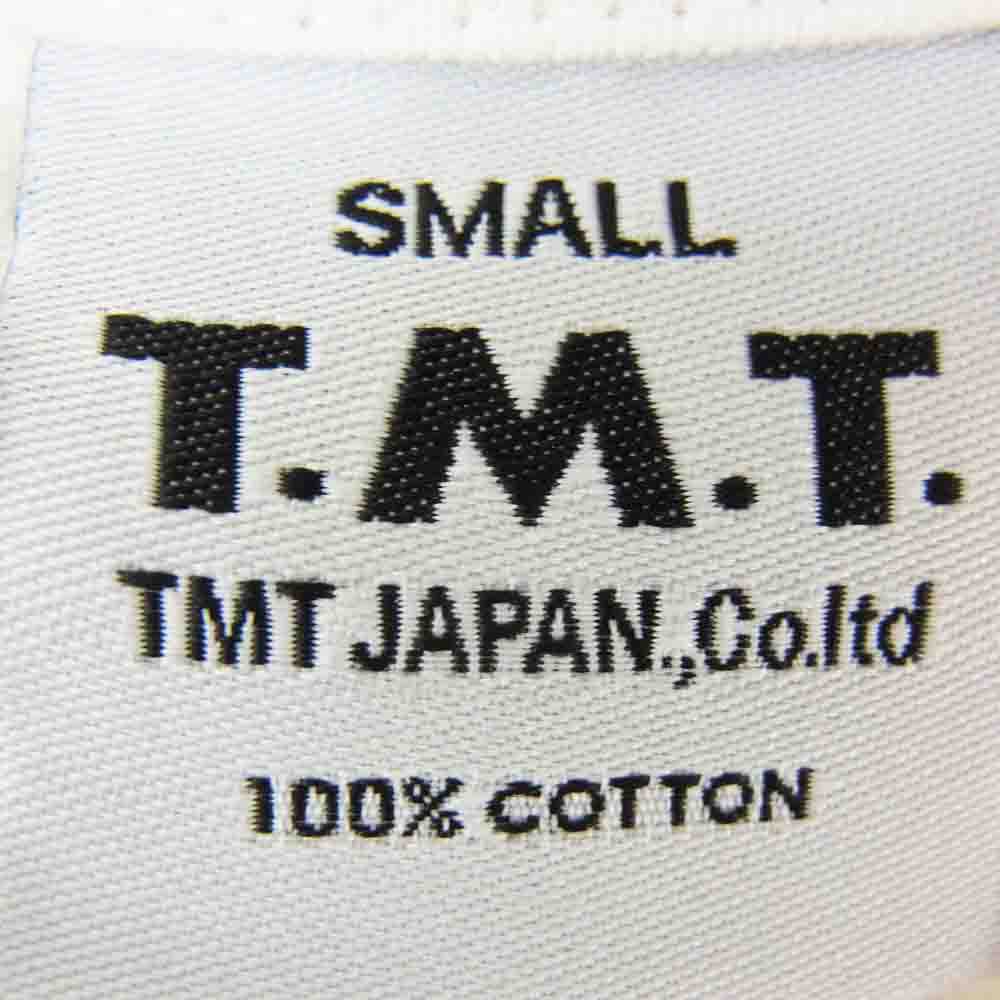 SMALL
T.M.T.
TMT JAPAN.,Co.ltd
100% COTTON